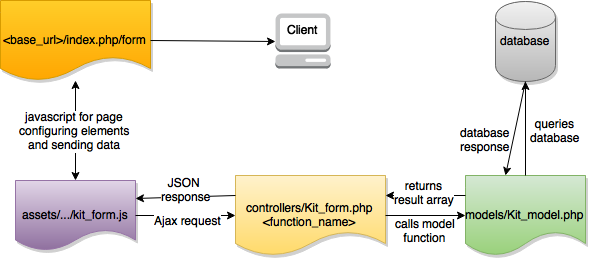 <base_url>/index.php/form
Client
database
javascript for page
configuring elements
and sending data
database
response
queries
database
JSON
response
returns
result array
assets/.../kit_form.js
Ajax request
controllers/Kit_form.php
<function_name>
calls model
function
models/Kit_model.php